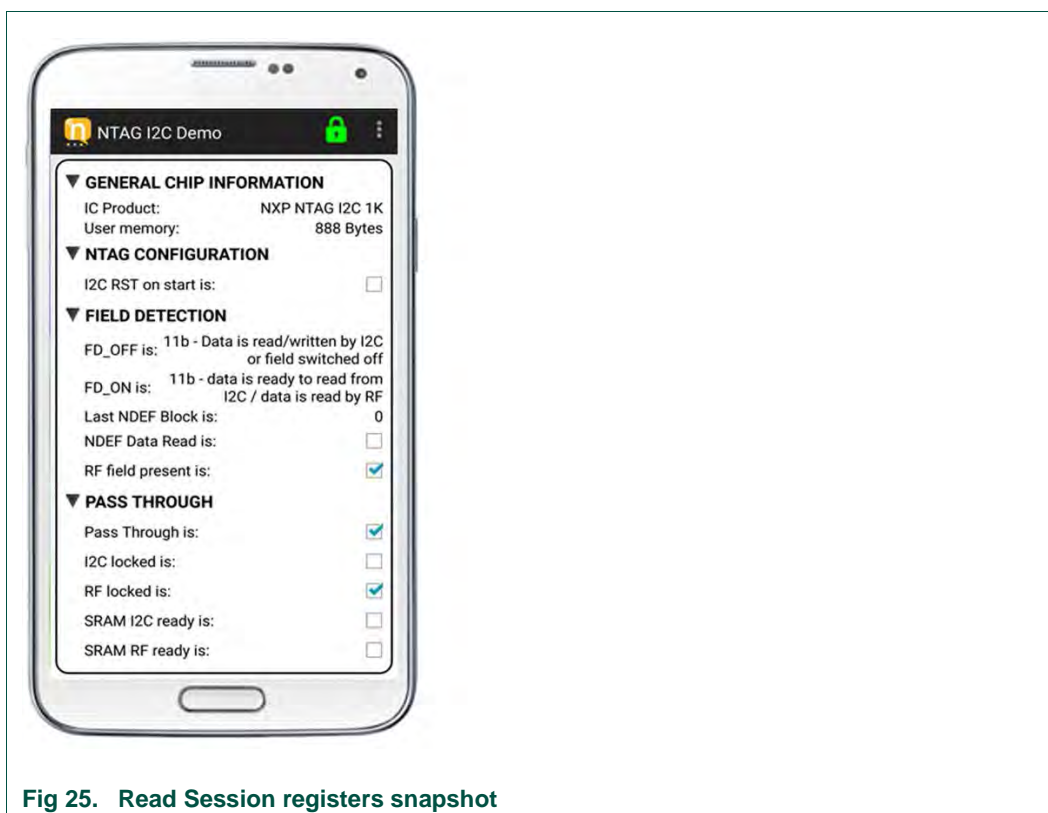 NTAG I2C Demo
GENERAL CHIP INFORMATION
IC Product: NXP NTAG I2C 1K
User memory: 888 Bytes
NTAG CONFIGURATION
I2C RST on start is:
FIELD DETECTION
FD_OFF is: 11b - Data is read/written by I2C
or field switched off
FD_ON is: 11b - data is ready to read from
I2C / data is read by RF
Last NDEF Block is: 0
NDEF Data Read is:
RF field present is:
PASS THROUGH
Pass Through is:
I2C locked is:
RF locked is:
SRAM I2C ready is:
SRAM RF ready is:
Fig 25. Read Session registers snapshot